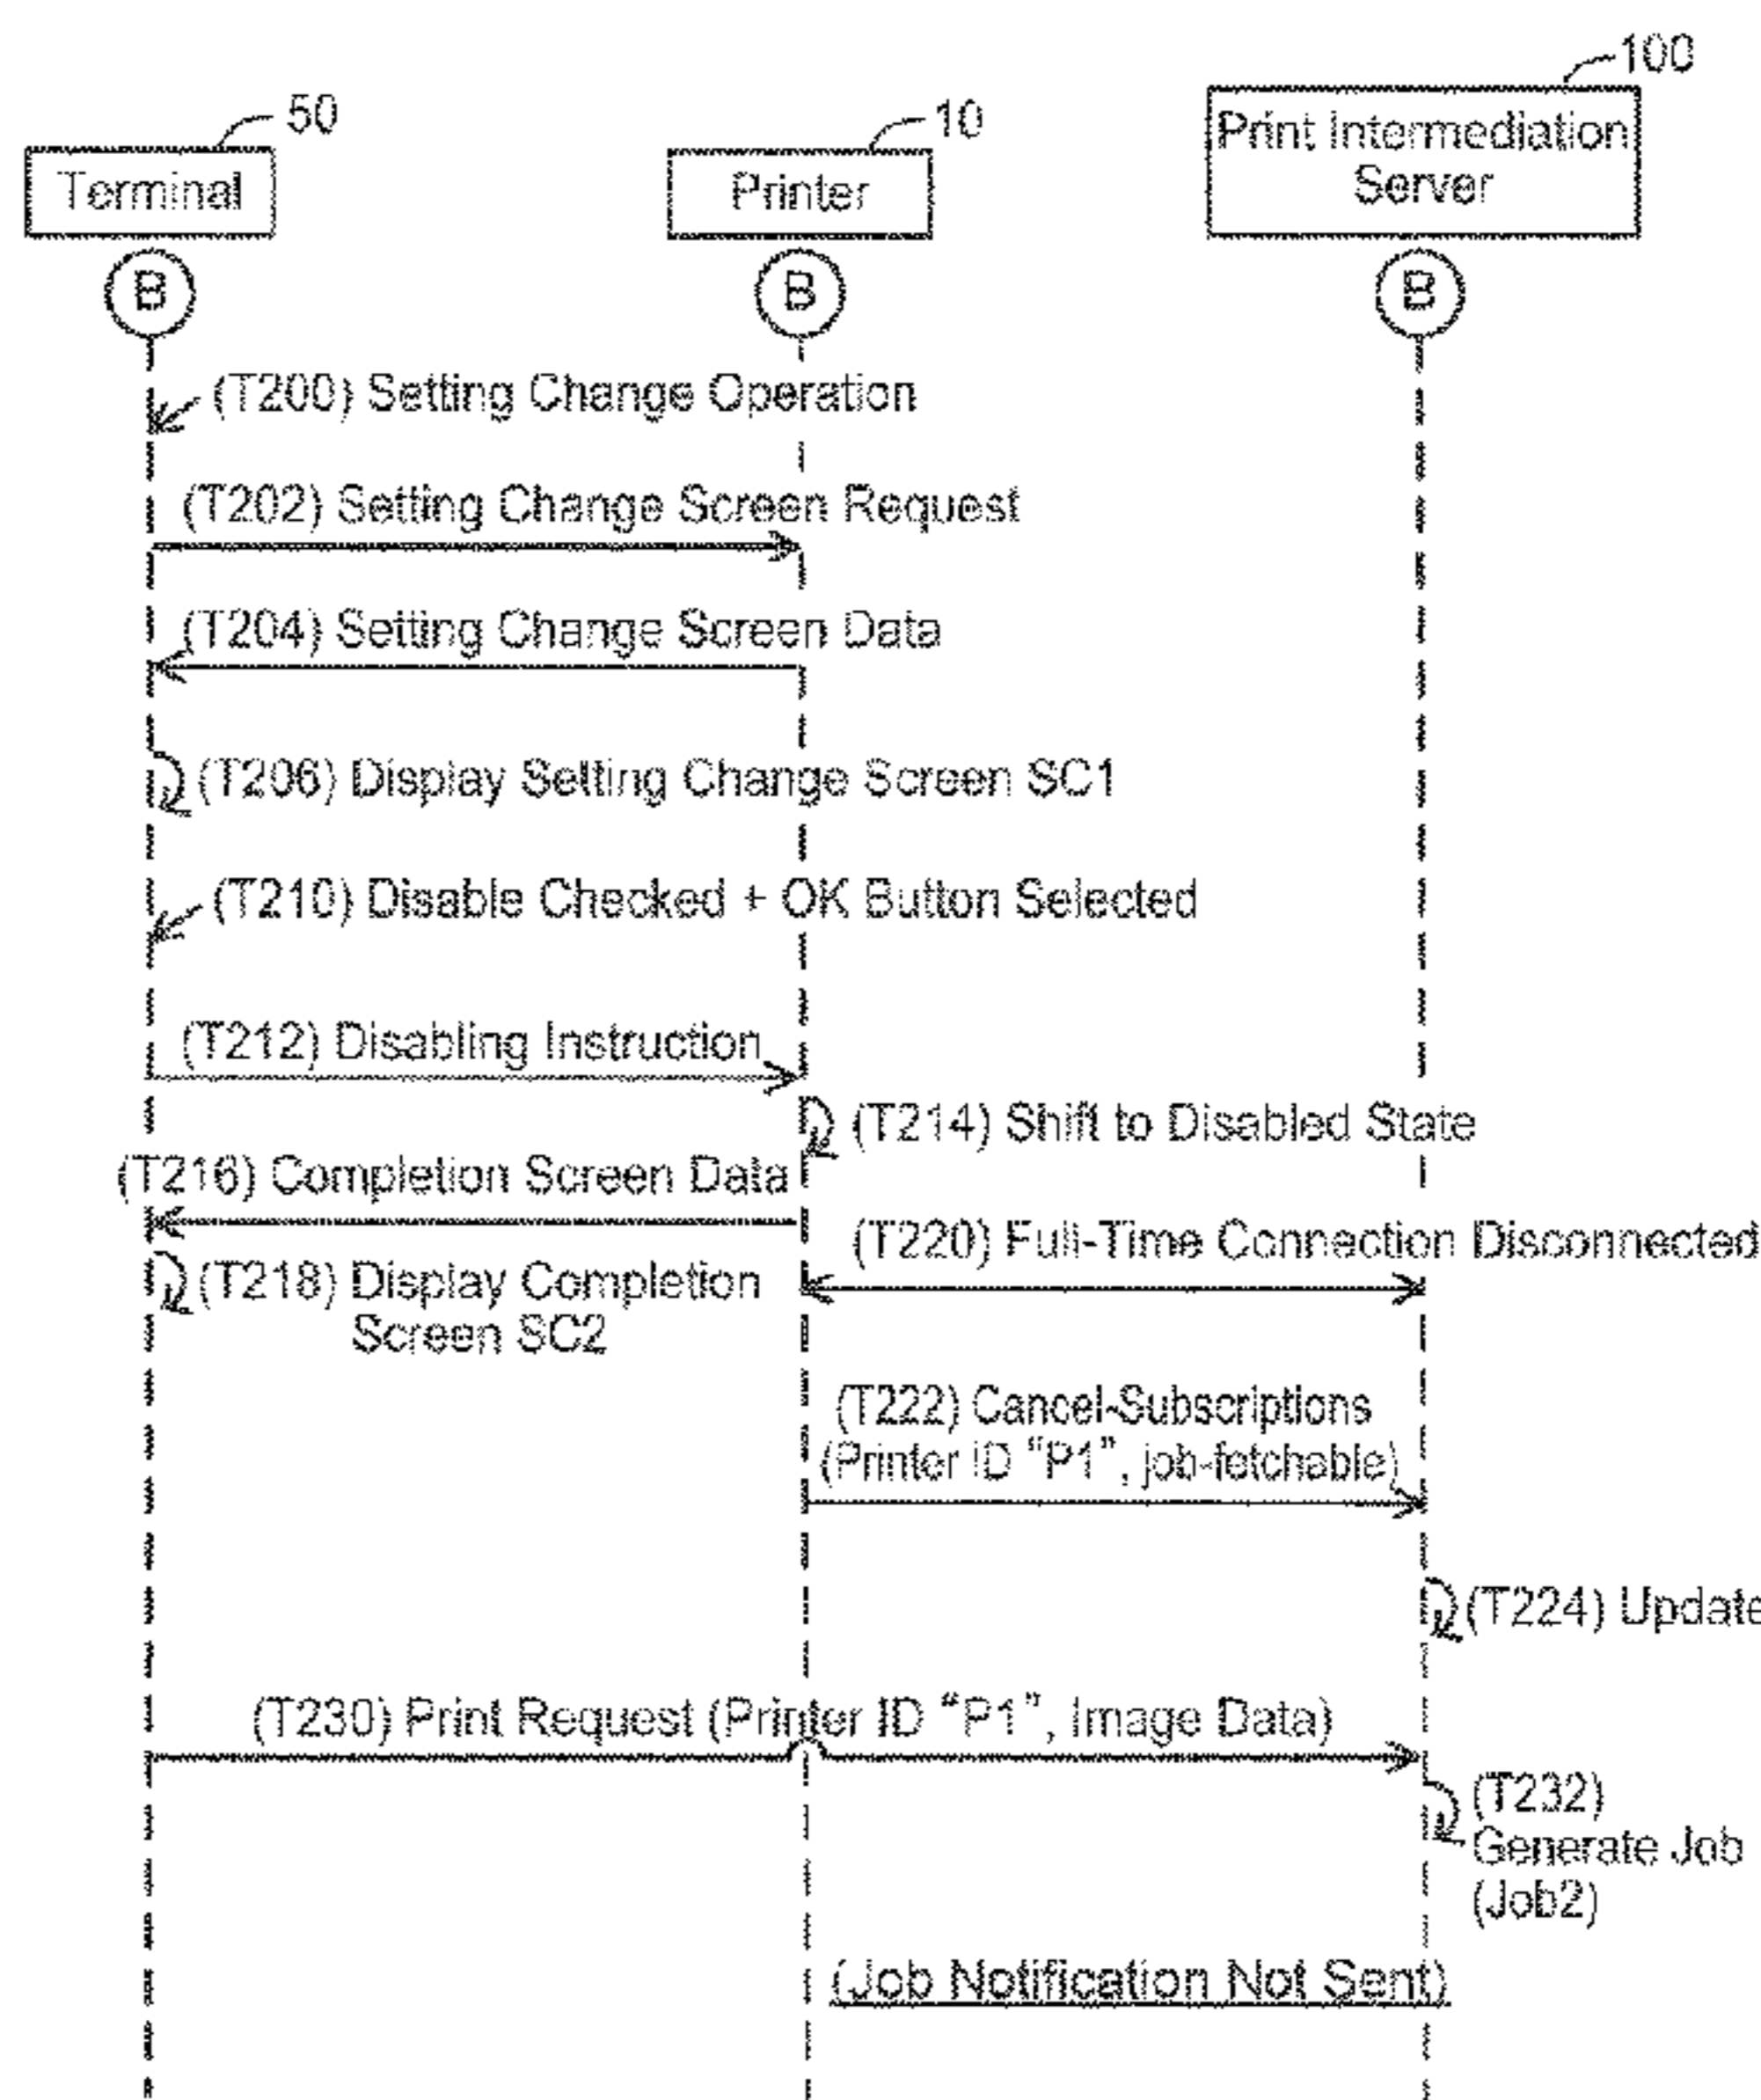 100
50
10
Print Intermediation
Server
Terminal
Printer
B
B
B
(T200) Setting Change Operation
(T202) Setting Change Screen Request
(T204) Setting Change Screen Data
(T206) Display Setting Change Screen SC1
(T210) Disable Checked + OK Button Selected
(T212) Disabling Instruction
(T214) Shift to Disabled State
(T216) Completion Screen Data
(T220) Full-Time Connection Disconnected
(T218) Display Completion
Screen SC2
(T222) Cancel-Subscriptions
(Printer ID “P1”, job-fetchable)
(T224) Update
(T230) Print Request (Printer ID “P1”, Image Data)
(T232)
Generate Job
(Job2)
(Job Notification Not Sent)